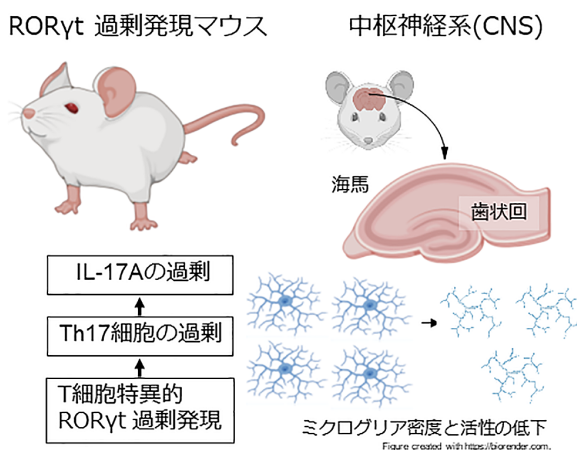 RORγt 過剰発現マウス
中枢神経系(CNS)
海馬
歯状回
IL-17Aの過剰
Th17細胞の過剰
T細胞特異的
RORγt 過剰発現
ミクログリア密度と活性の低下
Figure created with https://biorender.com.